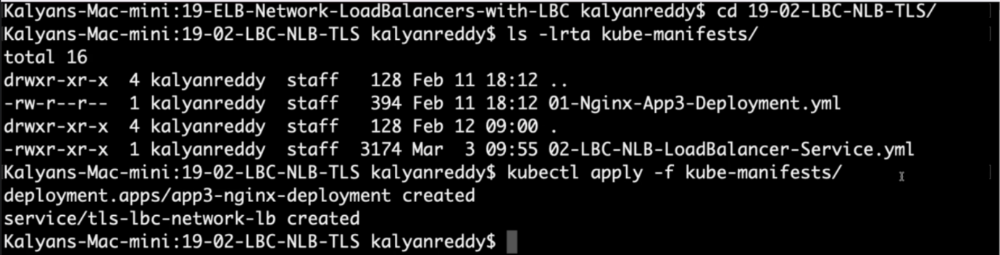 Kalyans-Mac-mini:19-ELB-Network-LoadBalancers-with-LBC kalyanreddy$ cd 19-02-LBC-NLB-TLS/
Kalyans-Mac-mini:19-02-LBC-NLB-TLS kalyanreddy$ ls -lrta kube-manifests/
total 16
drwxr-xr-x  4 kalyanreddy  staff   128 Feb 11 18:12 ..
-rw-r--r--  1 kalyanreddy  staff   394 Feb 11 18:12 01-Nginx-App3-Deployment.yml
drwxr-xr-x  4 kalyanreddy  staff   128 Feb 12 09:00 .
-rwxr-xr-x  1 kalyanreddy  staff  3174 Mar  3 09:55 02-LBC-NLB-LoadBalancer-Service.yml
Kalyans-Mac-mini:19-02-LBC-NLB-TLS kalyanreddy$ kubectl apply -f kube-manifests/
deployment.apps/app3-nginx-deployment created
service/tls-lbc-network-lb created
Kalyans-Mac-mini:19-02-LBC-NLB-TLS kalyanreddy$